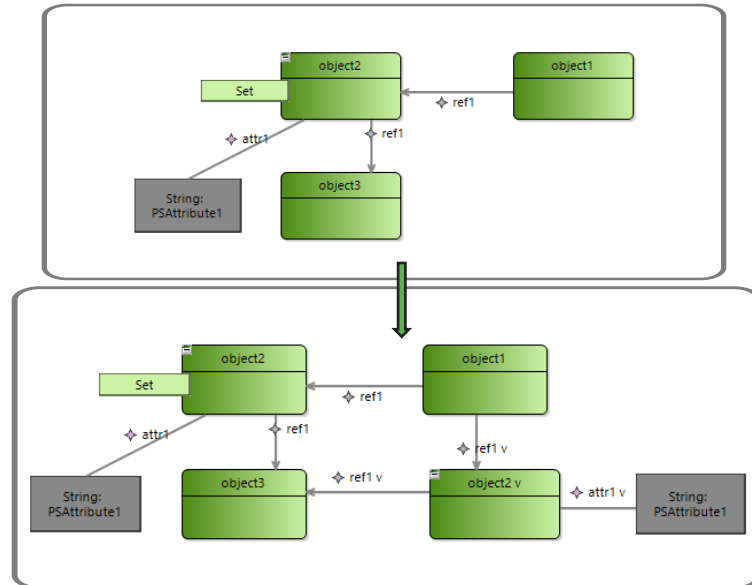 object2
object1
Set
ref1
attr1
ref1
String:
PSAttribute1
object3
object2
object1
Set
ref1
attr1
ref1
ref1 v
object3
ref1 v
object2 v
String:
PSAttribute1
attr1 v
String:
PSAttribute1